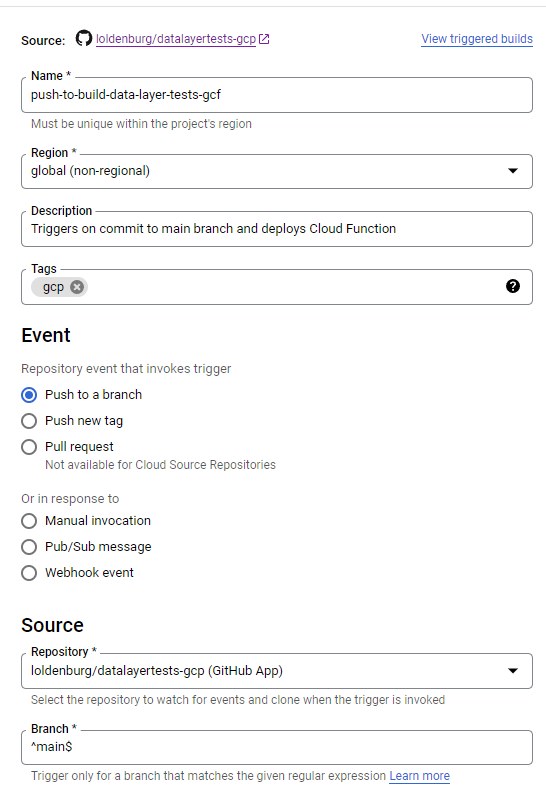 Source: loldenburg/datalayertests-gcp View triggered builds
Name *
push-to-build-data-layer-tests-gcf
Must be unique within the project's region
Region *
global (non-regional)
Description
Triggers on commit to main branch and deploys Cloud Function
Tags
gcp
Event
Repository event that invokes trigger
Push to a branch
Push new tag
Pull request
Not available for Cloud Source Repositories
Or in response to
Manual invocation
Pub/Sub message
Webhook event
Source
Repository *
loldenburg/datalayertests-gcp (GitHub App)
Select the repository to watch for events and clone when the trigger is invoked
Branch *
^main$
Trigger only for a branch that matches the given regular expression Learn more